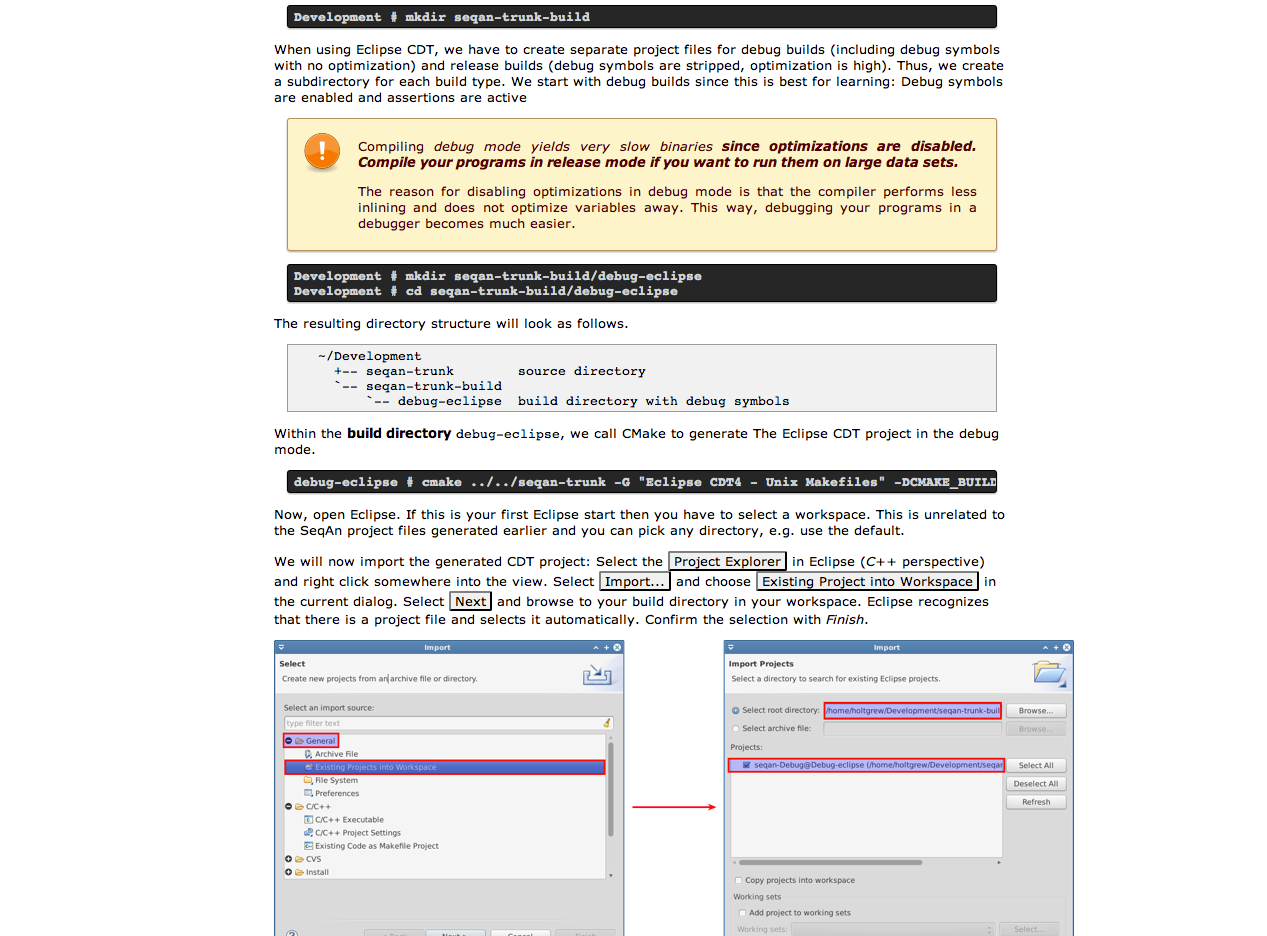 Development # mkdir seqan-trunk-build
When using Eclipse CDT, we have to create separate project files for debug builds (including debug symbols
with no optimization) and release builds (debug symbols are stripped, optimization is high). Thus, we create
a subdirectory for each build type. We start with debug builds since this is best for learning: Debug symbols
are enabled and assertions are active
Compiling debug mode yields very slow binaries since optimizations are disabled.
Compile your programs in release mode if you want to run them on large data sets.
The reason for disabling optimizations in debug mode is that the compiler performs less
inlining and does not optimize variables away. This way, debugging your programs in a
debugger becomes much easier.
Development # mkdir seqan-trunk-build/debug-eclipse
Development # cd seqan-trunk-build/debug-eclipse
The resulting directory structure will look as follows.
~/Development
+-- seqan-trunk        source directory
`-- seqan-trunk-build
`-- debug-eclipse  build directory with debug symbols
Within the build directory debug-eclipse, we call CMake to generate The Eclipse CDT project in the debug
mode.
debug-eclipse # cmake ../../seqan-trunk -G "Eclipse CDT4 - Unix Makefiles" -DCMAKE_BUILD
Now, open Eclipse. If this is your first Eclipse start then you have to select a workspace. This is unrelated to
the SeqAn project files generated earlier and you can pick any directory, e.g. use the default.
We will now import the generated CDT project: Select the Project Explorer in Eclipse (C++ perspective)
and right click somewhere into the view. Select Import... and choose Existing Project into Workspace in
the current dialog. Select Next and browse to your build directory in your workspace. Eclipse recognizes
that there is a project file and selects it automatically. Confirm the selection with Finish.
Import
Select
Create new projects from an archive file or directory.
Select an import source:
type filter text
General
Archive File
Existing Projects into Workspace
File System
Preferences
C/C++
C/C++ Executable
C/C++ Project Settings
Existing Code as Makefile Project
CVS
Install
Import
Import Projects
Select a directory to search for existing Eclipse projects.
Select root directory: /home/holtgrew/Development/seqan-trunk-buil Browse...
Select archive file: Browse...
Projects:
seqan-Debug@Debug-eclipse (/home/holtgrew/Development/seqan Select All
Deselect All
Refresh
Copy projects into workspace
Working sets
Add project to working sets
Working sets: Select...